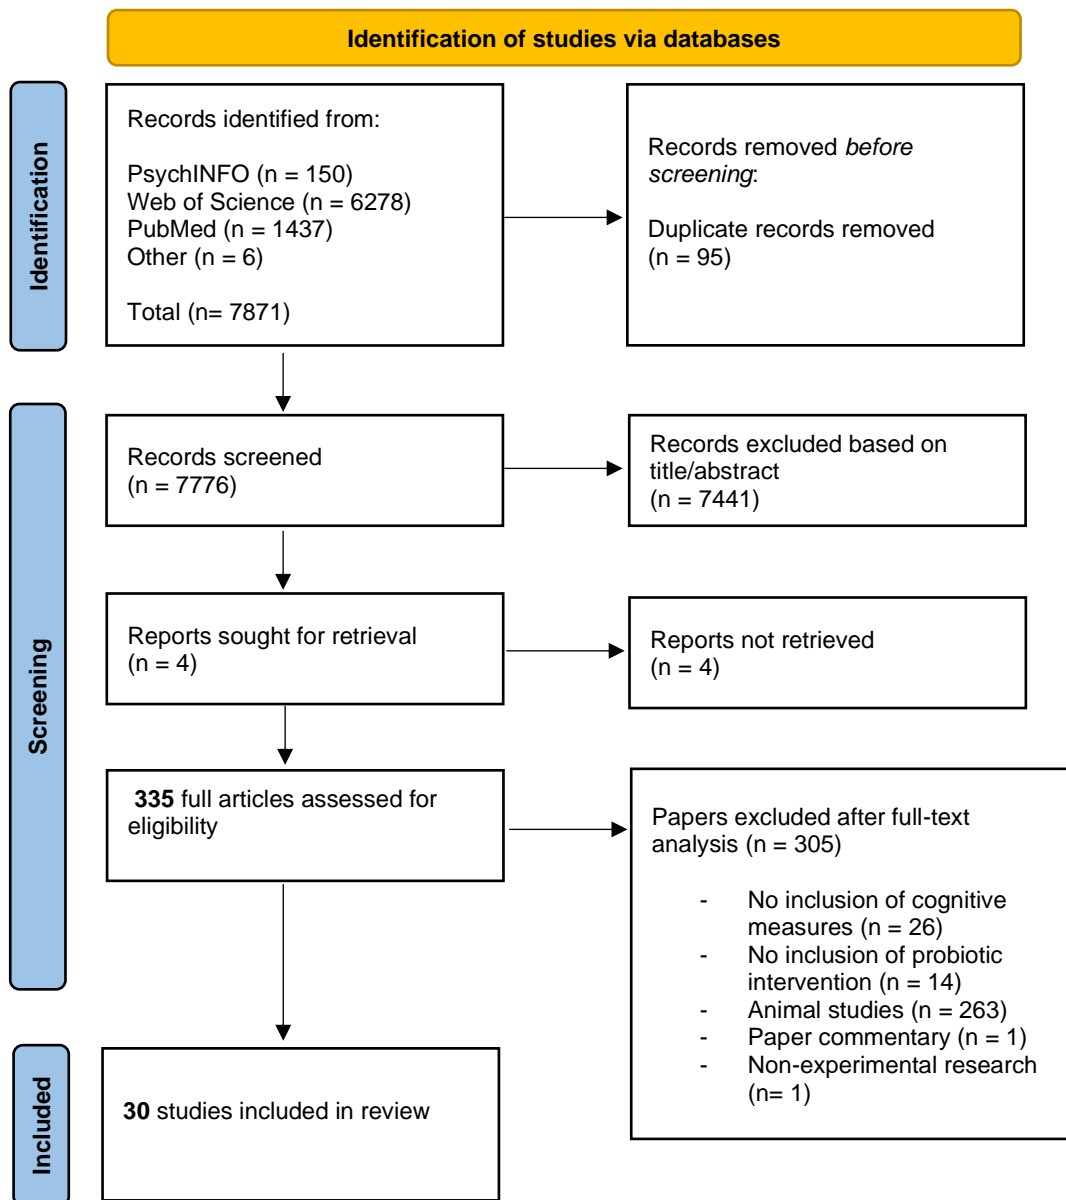 Identification of studies via databases
Identification
Records identified from:
PsychINFO (n = 150)
Web of Science (n = 6278)
PubMed (n = 1437)
Other (n = 6)
Total (n= 7871)
Records removed before
screening:
Duplicate records removed
(n = 95)
Screening
Records screened
(n = 7776)
Records excluded based on
title/abstract
(n = 7441)
Reports sought for retrieval
(n = 4)
Reports not retrieved
(n = 4)
335 full articles assessed for
eligibility
Papers excluded after full-text
analysis (n = 305)
- No inclusion of cognitive
measures (n = 26)
- No inclusion of probiotic
intervention (n = 14)
- Animal studies (n = 263)
- Paper commentary (n = 1)
- Non-experimental research
(n= 1)
Included
30 studies included in review